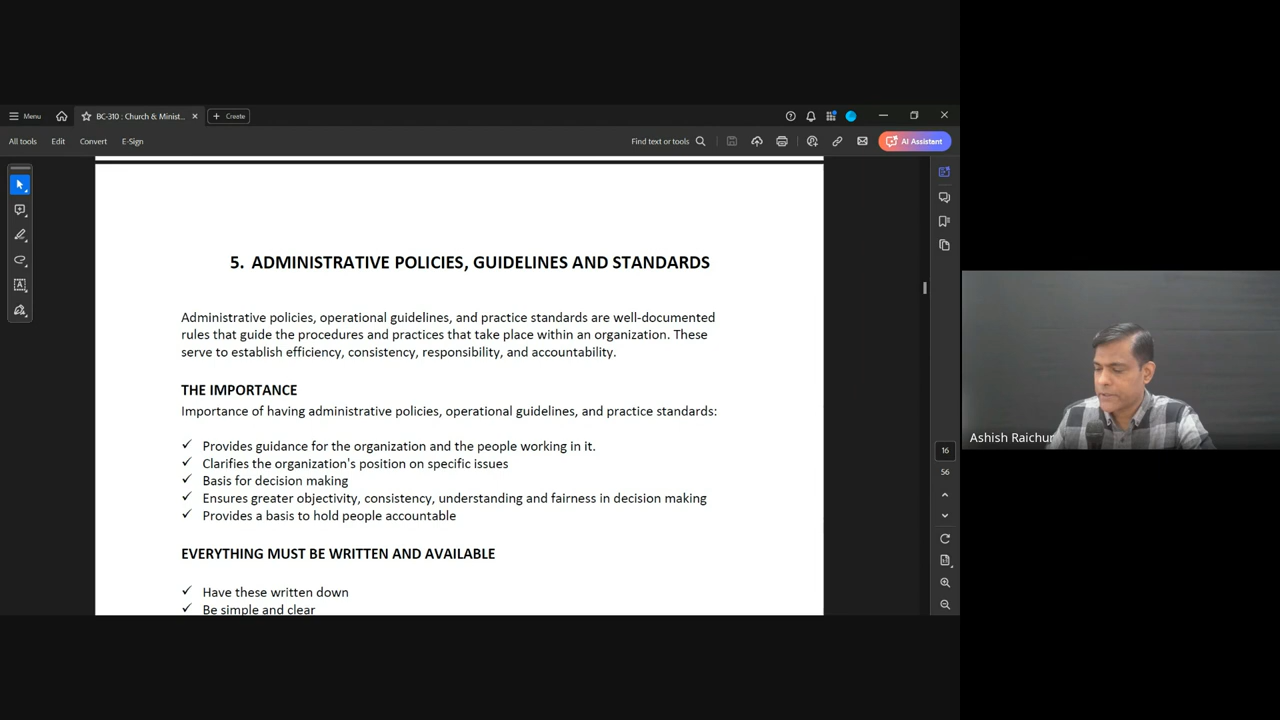 Menu
BC-310 : Church & Minist...
Create
All tools
Edit
Convert
E-Sign
Find text or tools
AI Assistant
5. ADMINISTRATIVE POLICIES, GUIDELINES AND STANDARDS
Administrative policies, operational guidelines, and practice standards are well-documented
rules that guide the procedures and practices that take place within an organization. These
serve to establish efficiency, consistency, responsibility, and accountability.
THE IMPORTANCE
Importance of having administrative policies, operational guidelines, and practice standards:
✓ Provides guidance for the organization and the people working in it.
✓ Clarifies the organization's position on specific issues
✓ Basis for decision making
✓ Ensures greater objectivity, consistency, understanding and fairness in decision making
✓ Provides a basis to hold people accountable
EVERYTHING MUST BE WRITTEN AND AVAILABLE
✓ Have these written down
✓ Be simple and clear
16
56
Ashish Raichur